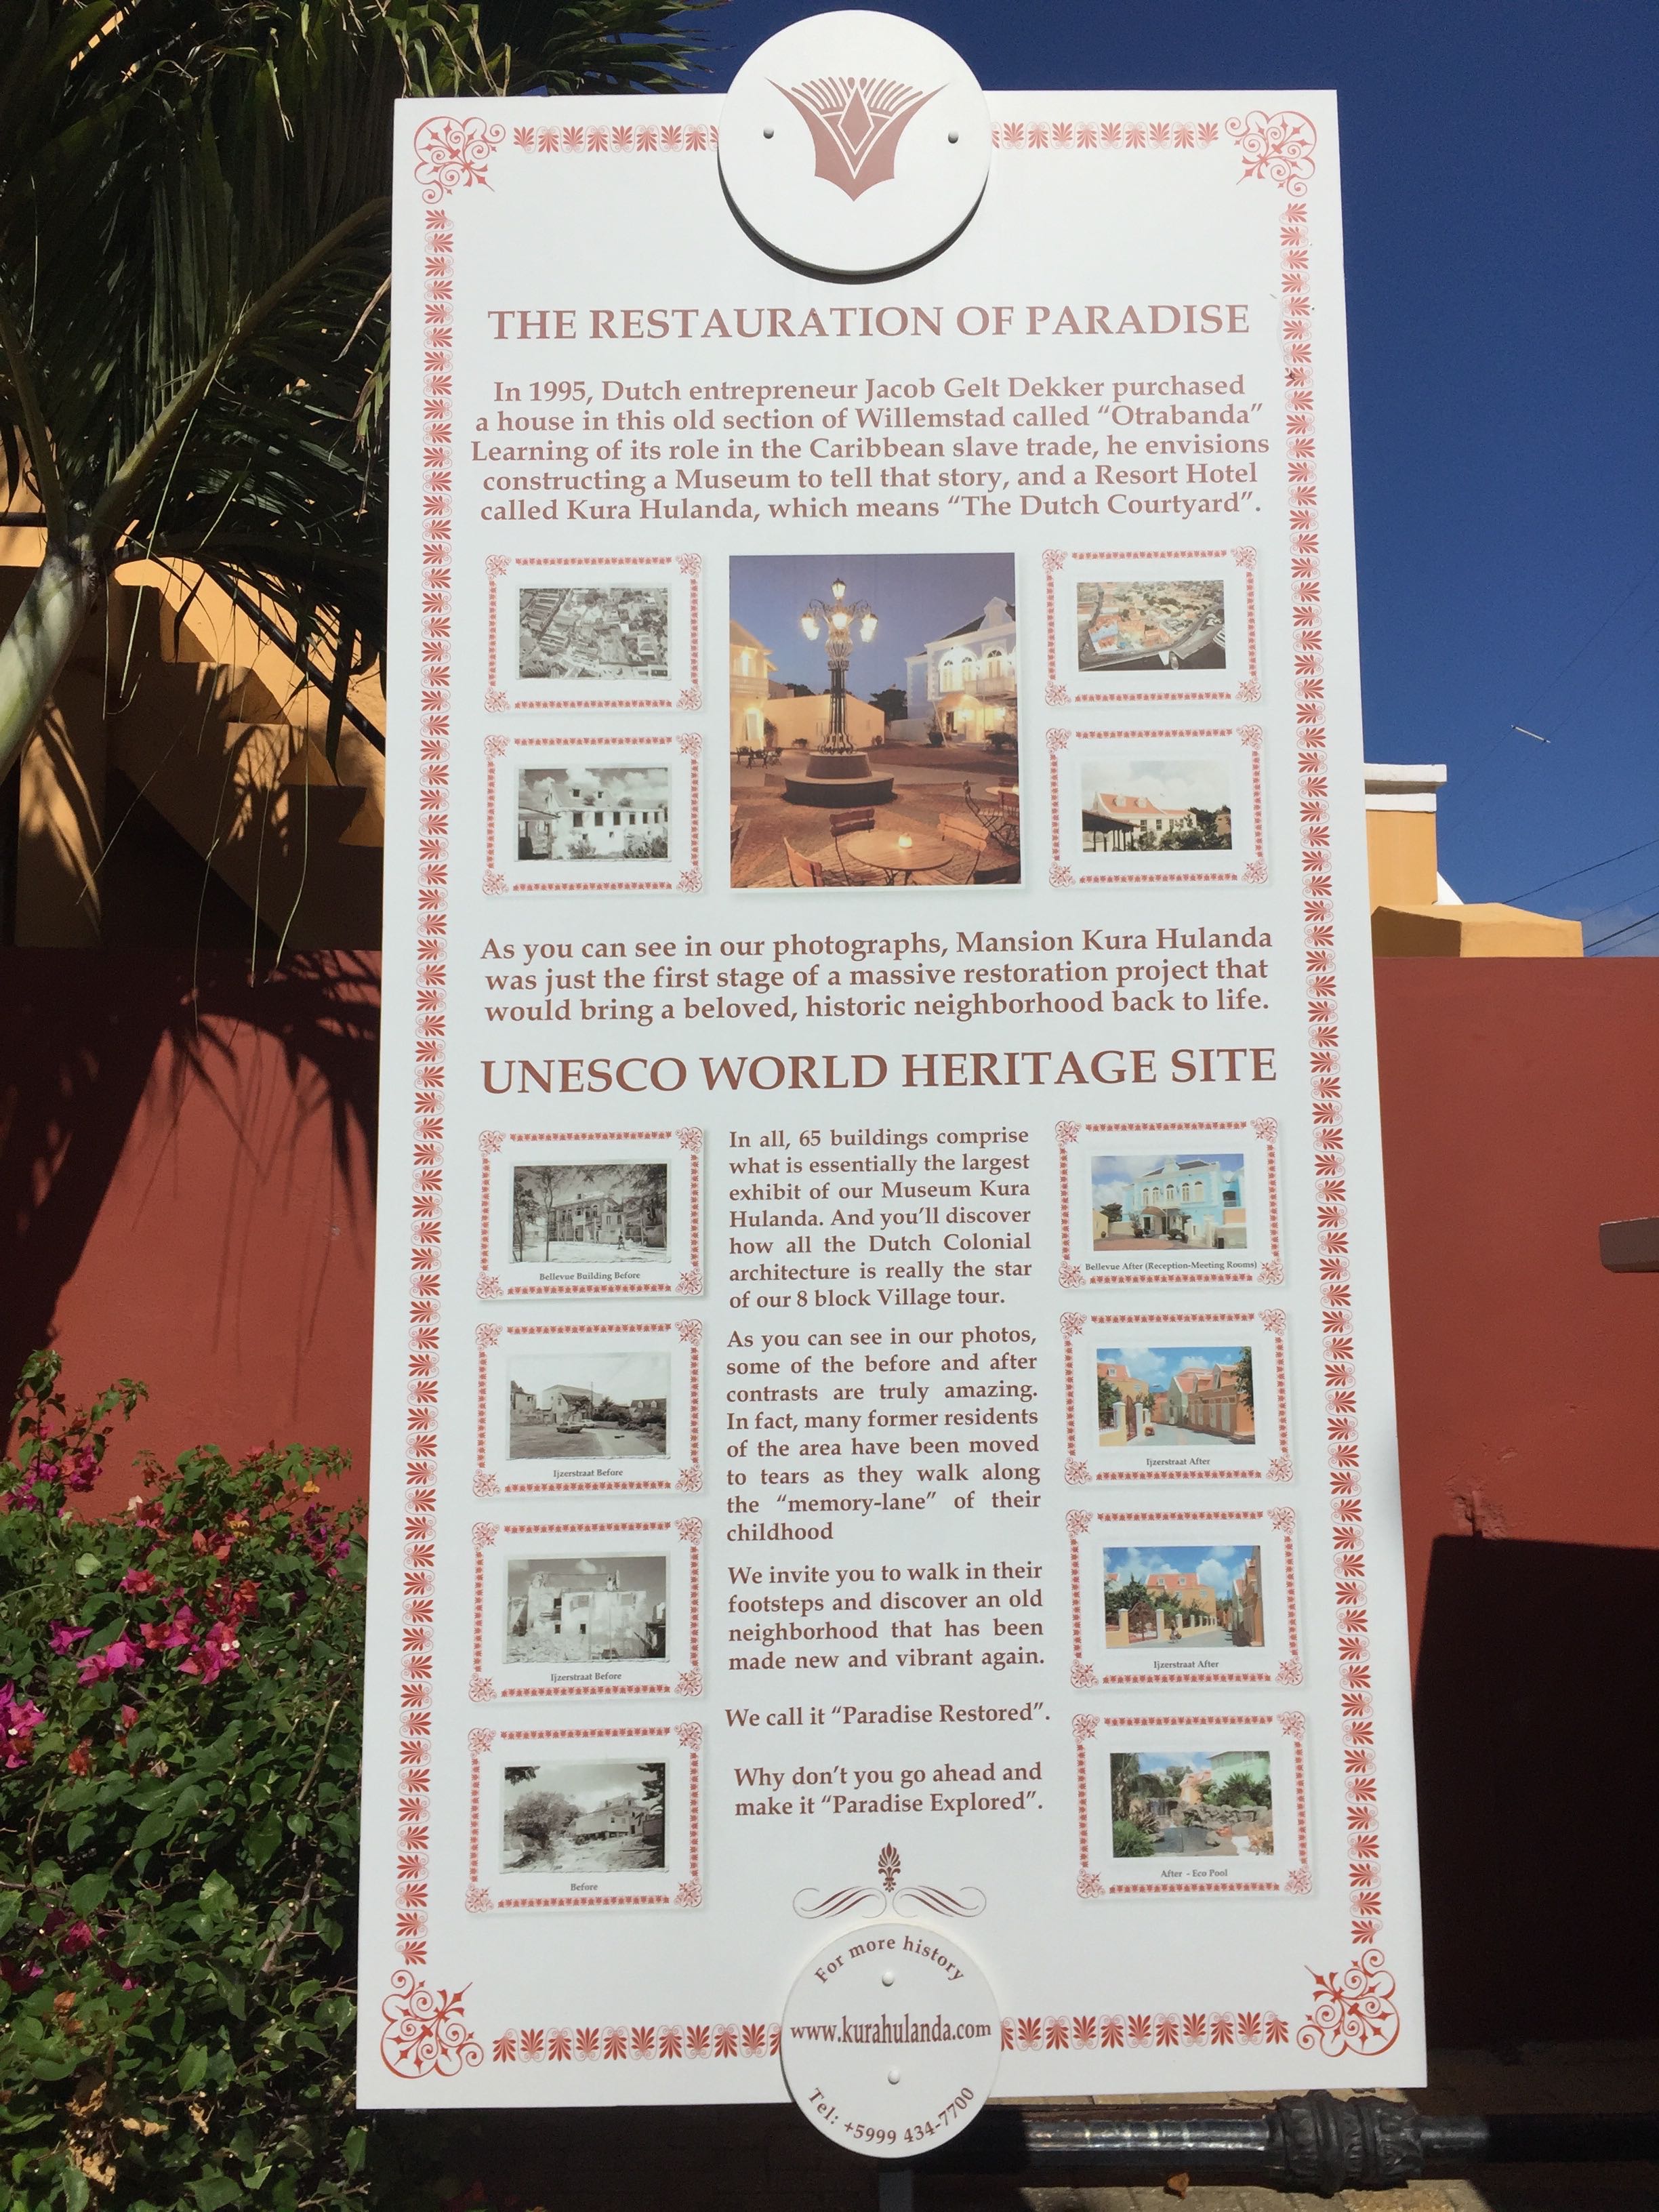 THE RESTAURATION OF PARADISE
In 1995, Dutch entrepreneur Jacob Gelt Dekker purchased
a house in this old section of Willemstad called “Otrabanda”
Learning of its role in the Caribbean slave trade, he envisions
constructing a Museum to tell that story, and a Resort Hotel
called Kura Hulanda, which means “The Dutch Courtyard”.
As you can see in our photographs, Mansion Kura Hulanda
was just the first stage of a massive restoration project that
would bring a beloved, historic neighborhood back to life.
UNESCO WORLD HERITAGE SITE
In all, 65 buildings comprise
what is essentially the largest
exhibit of our Museum Kura
Hulanda. And you’ll discover
how all the Dutch Colonial
architecture is really the star
of our 8 block Village tour.
As you can see in our photos,
some of the before and after
contrasts are truly amazing.
In fact, many former residents
of the area have been moved
to tears as they walk along
the “memory-lane” of their
childhood
We invite you to walk in their
footsteps and discover an old
neighborhood that has been
made new and vibrant again.
We call it “Paradise Restored”.
Why don’t you go ahead and
make it “Paradise Explored”.
Bellevue Building Before
Bellevue After (Reception-Meeting Rooms)
Ijzerstraat Before
Ijzerstraat After
Ijzerstraat Before
Ijzerstraat After
Before
After - Eco Pool
For more history
www.kurahulanda.com
Tel: +5999 434-7700